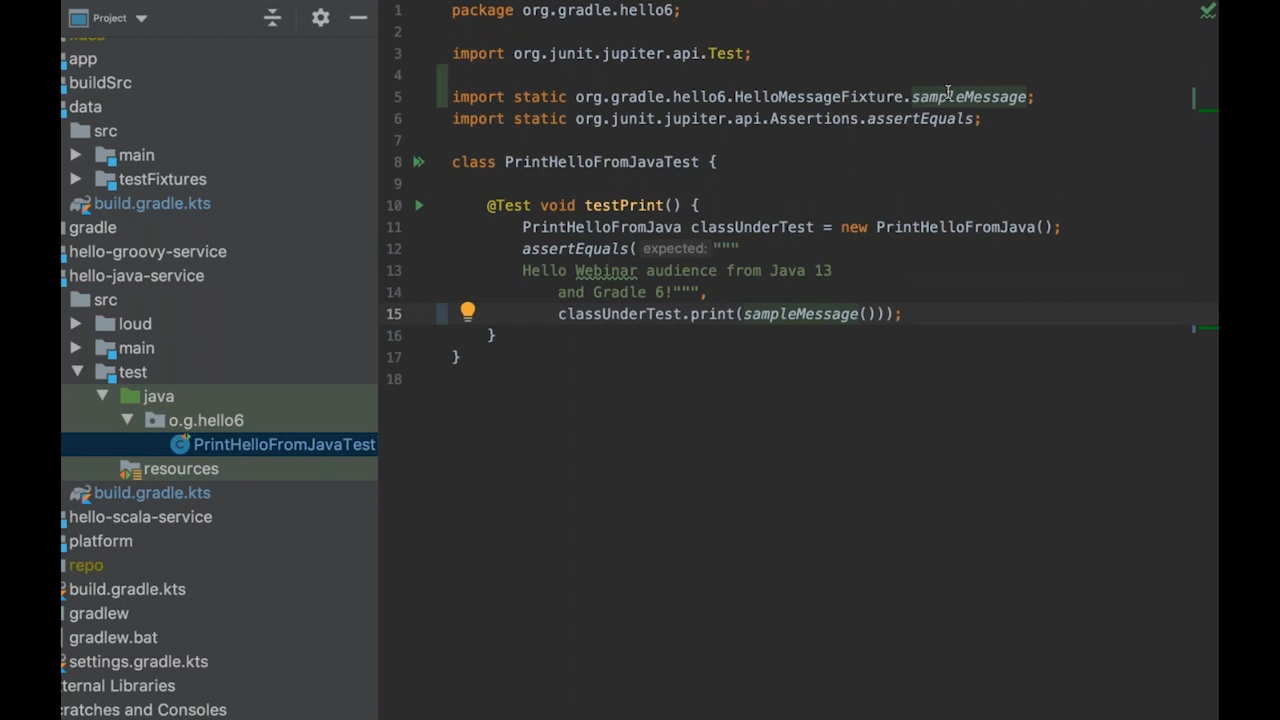 Project
.idea
app
buildSrc
data
src
main
testFixtures
build.gradle.kts
gradle
hello-groovy-service
hello-java-service
src
loud
main
test
java
o.g.hello6
PrintHelloFromJavaTest
resources
build.gradle.kts
hello-scala-service
platform
repo
build.gradle.kts
gradlew
gradlew.bat
settings.gradle.kts
ternal Libraries
cratches and Consoles
1 package org.gradle.hello6;
2
3 import org.junit.jupiter.api.Test;
4
5 import static org.gradle.hello6.HelloMessageFixture.sampleMessage;
6 import static org.junit.jupiter.api.Assertions.assertEquals;
7
8 class PrintHelloFromJavaTest {
9
10 @Test void testPrint() {
11 PrintHelloFromJava classUnderTest = new PrintHelloFromJava();
12 assertEquals( expected: """
13 Hello Webinar audience from Java 13
14 and Gradle 6!""",
15 classUnderTest.print(sampleMessage()));
16 }
17 }
18